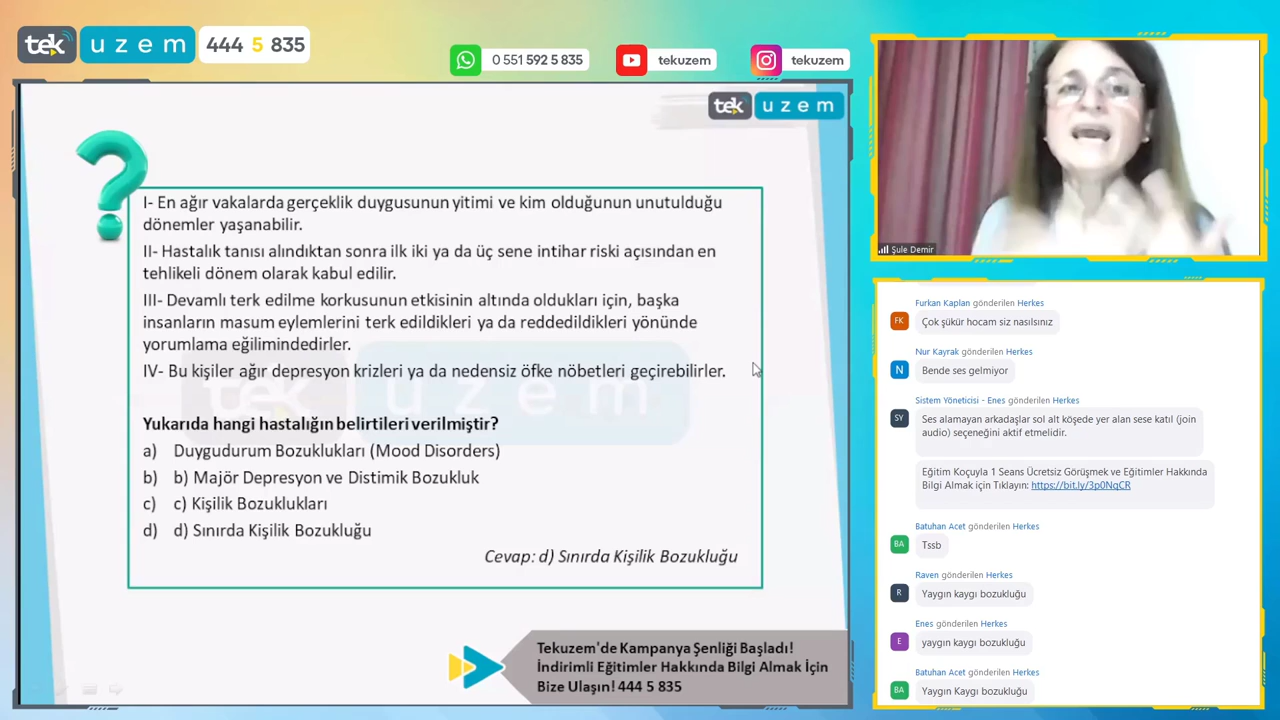 tek uzem 444 5 835
0 551 592 5 835
tekuzem
tekuzem
tek uzem
I- En ağır vakalarda gerçeklik duygusunun yitimi ve kim olduğunun unutulduğu
dönemler yaşanabilir.
II- Hastalık tanısı alındıktan sonra ilk iki ya da üç sene intihar riski açısından en
tehlikeli dönem olarak kabul edilir.
III- Devamlı terk edilme korkusunun etkisinin altında oldukları için, başka
insanların masum eylemlerini terk edildikleri ya da reddedildikleri yönünde
yorumlama eğilimindedirler.
IV- Bu kişiler ağır depresyon krizleri ya da nedensiz öfke nöbetleri geçirebilirler.
tek uzem
Yukarıda hangi hastalığın belirtileri verilmiştir?
a) Duygudurum Bozuklukları (Mood Disorders)
b) b) Majör Depresyon ve Distimik Bozukluk
c) c) Kişilik Bozuklukları
d) d) Sınırda Kişilik Bozukluğu
Cevap: d) Sınırda Kişilik Bozukluğu
Tekuzem'de Kampanya Şenliği Başladı!
İndirimli Eğitimler Hakkında Bilgi Almak İçin
Bize Ulaşın! 444 5 835
Şule Demir
Furkan Kaplan gönderilen Herkes
FK
Çok şükür hocam siz nasılsınız
Nur Kayrak gönderilen Herkes
N
Bende ses gelmiyor
Sistem Yöneticisi - Enes gönderilen Herkes
SY
Ses alamayan arkadaşlar sol alt köşede yer alan sese katıl (join
audio) seçeneğini aktif etmelidir.
Eğitim Koçuyla 1 Seans Ücretsiz Görüşmek ve Eğitimler Hakkında
Bilgi Almak için Tıklayın: https://bit.ly/3p0NqCR
Batuhan Acet gönderilen Herkes
BA
Tssb
Raven gönderilen Herkes
R
Yaygın kaygı bozukluğu
Enes gönderilen Herkes
E
yaygın kaygı bozukluğu
Batuhan Acet gönderilen Herkes
BA
Yaygın Kaygı bozukluğu